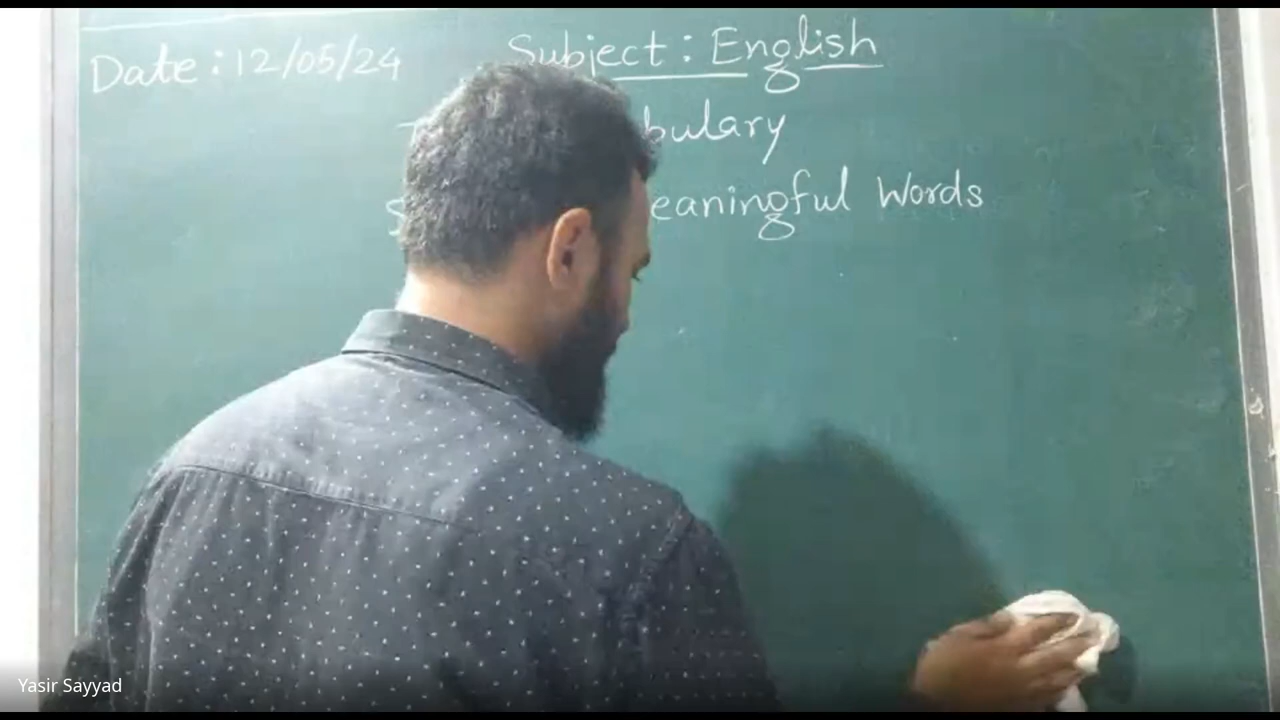 Date: 12/05/24
Subject: English
bulary
eaningful Words
Yasir Sayyad